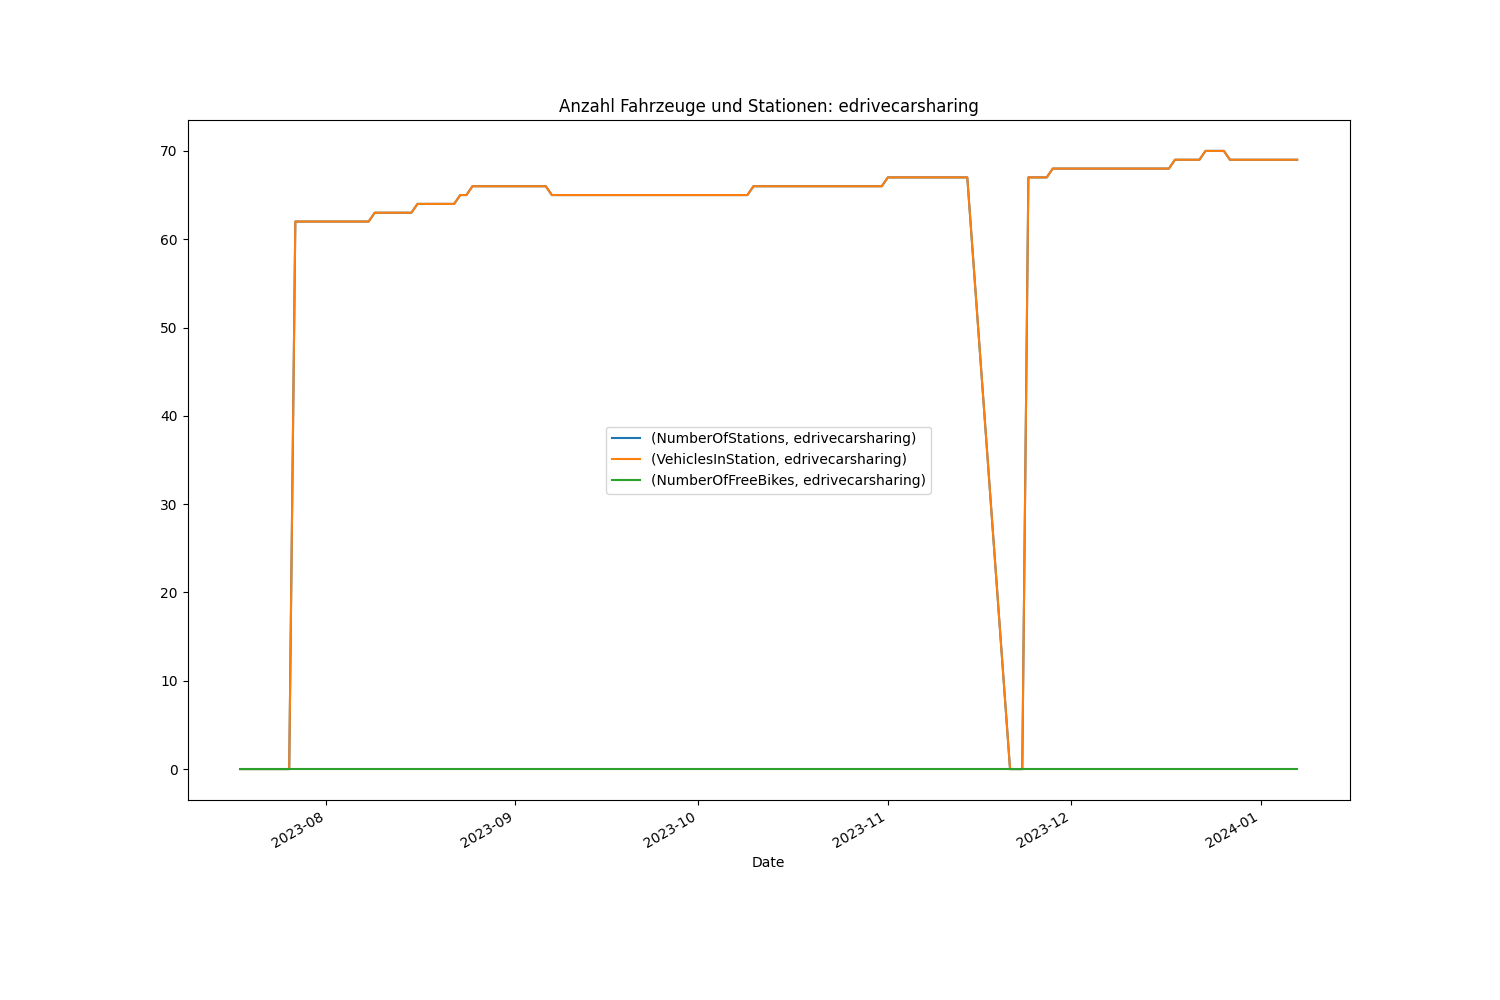 Anzahl Fahrzeuge und Stationen: edrivecarsharing
70
60
50
40
30
20
10
0
(NumberOfStations, edrivecarsharing)
(VehiclesInStation, edrivecarsharing)
(NumberOfFreeBikes, edrivecarsharing)
2023-08
2023-09
2023-10
2023-11
2023-12
2024-01
Date